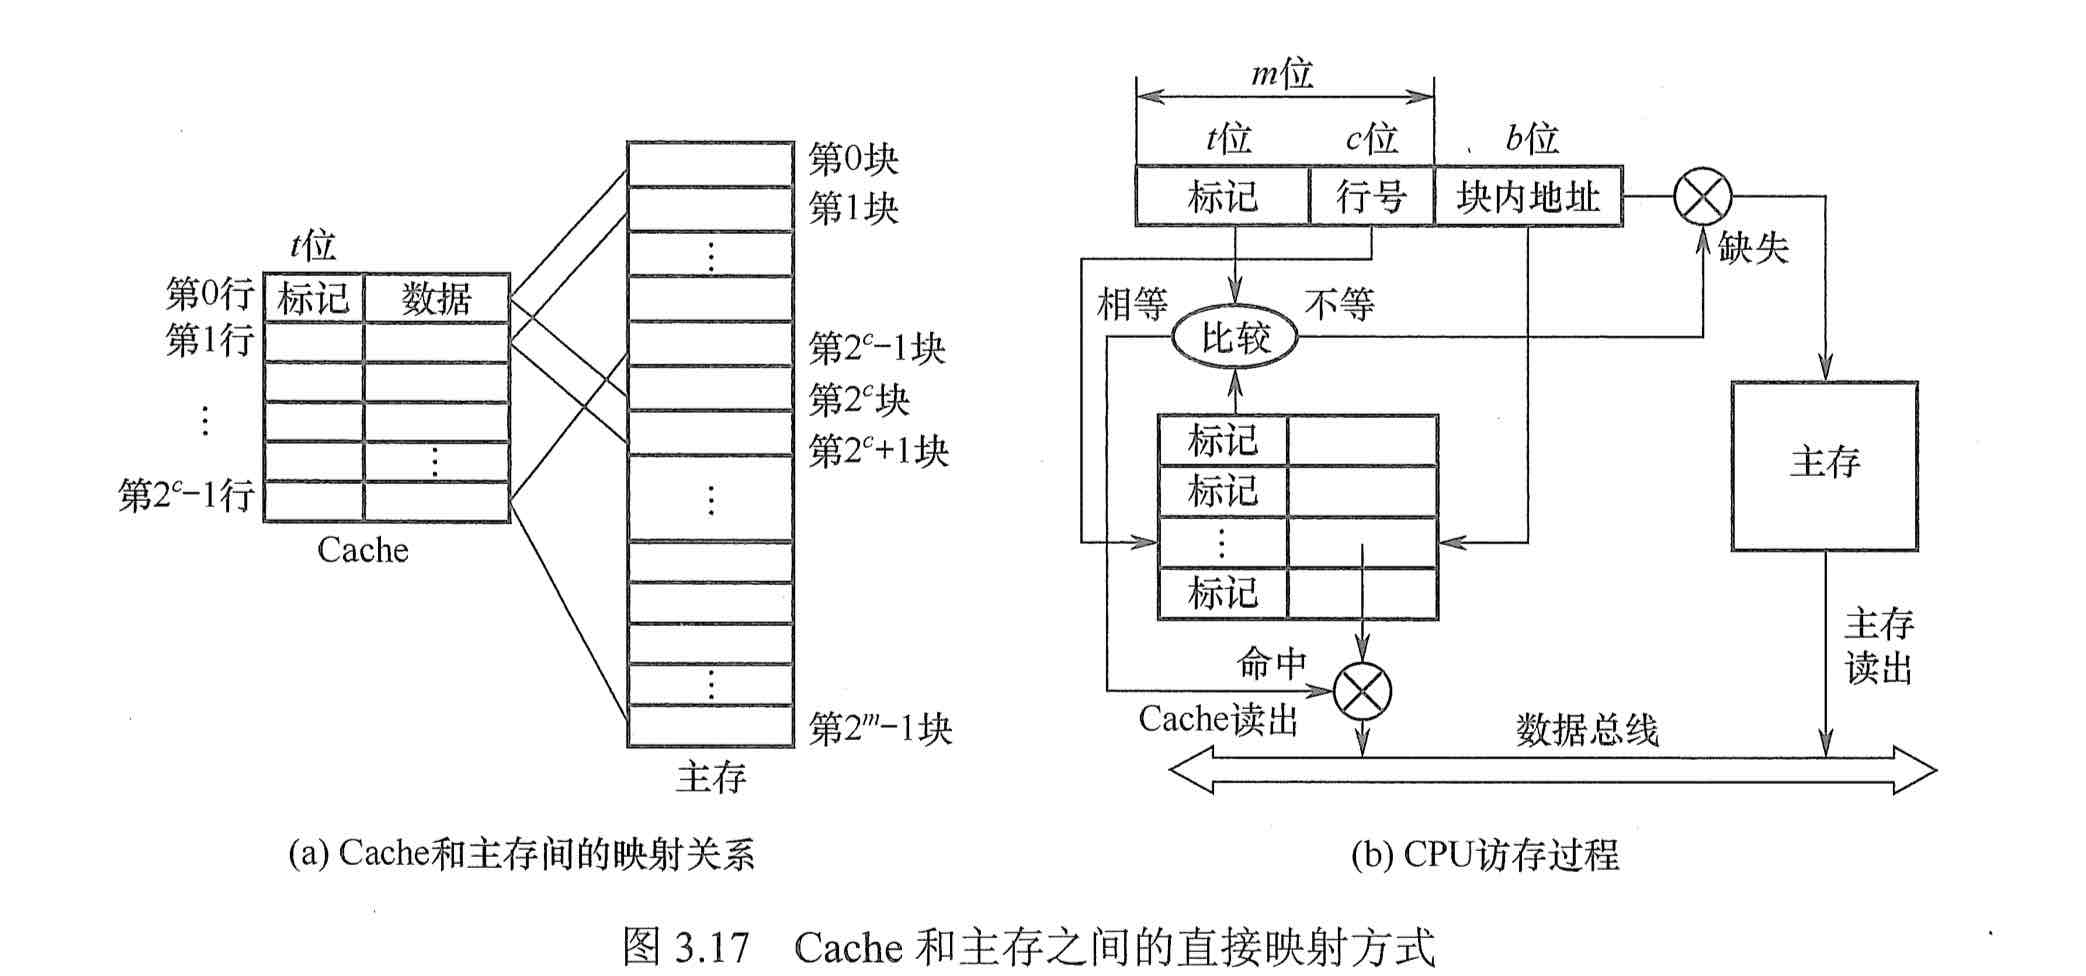 t位
第0行
标记
数据
第1行
⋮
⋮
第2^c−1行
Cache
第0块
第1块
⋮
第2^c−1块
第2^c块
第2^c+1块
⋮
⋮
第2^m−1块
主存
(a) Cache和主存间的映射关系
m位
t位
c位
b位
标记
行号
块内地址
缺失
相等
比较
不等
标记
标记
⋮
标记
主存
命中
Cache读出
主存
读出
数据总线
(b) CPU访存过程
图 3.17 Cache 和主存之间的直接映射方式